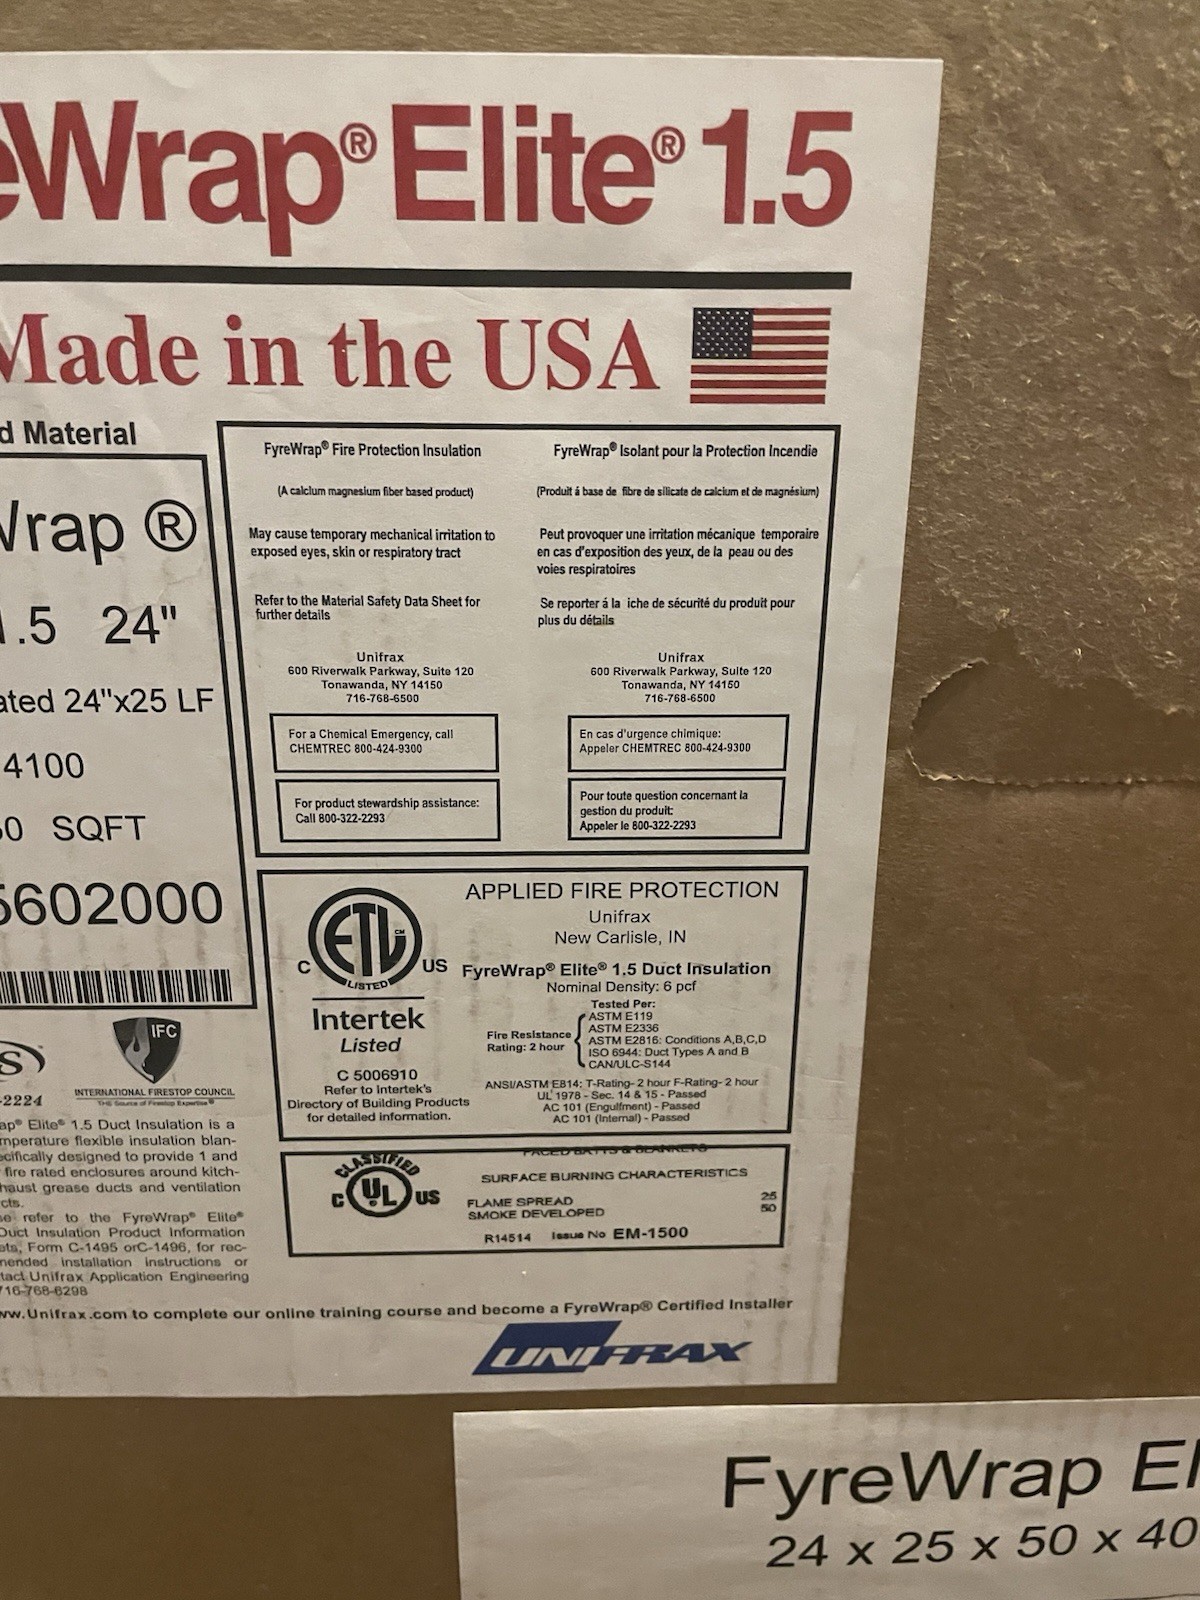 eWrap® Elite® 1.5
Made in the USA
d Material
Wrap ®
1.5 24"
ated 24"x25 LF
4100
50 SQFT
5602000
FyreWrap® Fire Protection Insulation
(A calcium magnesium fiber based product)
May cause temporary mechanical irritation to
exposed eyes, skin or respiratory tract
Refer to the Material Safety Data Sheet for
further details
Unifrax
600 Riverwalk Parkway, Suite 120
Tonawanda, NY 14150
716-768-6500
For a Chemical Emergency, call
CHEMTREC 800-424-9300
For product stewardship assistance:
Call 800-322-2293
FyreWrap® Isolant pour la Protection Incendie
(Produit á base de fibre de silicate de calcium et de magnésium)
Peut provoquer une irritation mécanique temporaire
en cas d'exposition des yeux, de la peau ou des
voies respiratoires
Se reporter á la iche de sécurité du produit pour
plus du détails
Unifrax
600 Riverwalk Parkway, Suite 120
Tonawanda, NY 14150
716-768-6500
En cas d'urgence chimique:
Appeler CHEMTREC 800-424-9300
Pour toute question concernant la
gestion du produit:
Appeler le 800-322-2293
S
-2224
IFC
INTERNATIONAL FIRESTOP COUNCIL
THE Source of Firestop Expertise®
ap® Elite® 1.5 Duct Insulation is a
mperature flexible insulation blan-
ecifically designed to provide 1 and
fire rated enclosures around kitch-
haust grease ducts and ventilation
cts.
se refer to the FyreWrap® Elite®
Duct Insulation Product Information
ets, Form C-1495 orC-1496, for rec-
mended installation instructions or
tact Unifrax Application Engineering
716-768-6298
C ETL CM US
LISTED
Intertek
Listed
C 5006910
Refer to Intertek's
Directory of Building Products
for detailed information.
APPLIED FIRE PROTECTION
Unifrax
New Carlisle, IN
FyreWrap® Elite® 1.5 Duct Insulation
Nominal Density: 6 pcf
Tested Per:
Fire Resistance
Rating: 2 hour
ASTM E119
ASTM E2336
ASTM E2816: Conditions A,B,C,D
ISO 6944: Duct Types A and B
CAN/ULC-S144
ANSI/ASTM E814; T-Rating- 2 hour F-Rating- 2 hour
UL 1978 - Sec. 14 & 15 - Passed
AC 101 (Engulfment) - Passed
AC 101 (Internal) - Passed
CLASSIFIED
C UL ® US
FACED BATTS & BLANKETS
SURFACE BURNING CHARACTERISTICS
FLAME SPREAD 25
SMOKE DEVELOPED 50
R14514 Issue No EM-1500
ww.Unifrax.com to complete our online training course and become a FyreWrap® Certified Installer
UNIFRAX
FyreWrap El
24 x 25 x 50 x 40